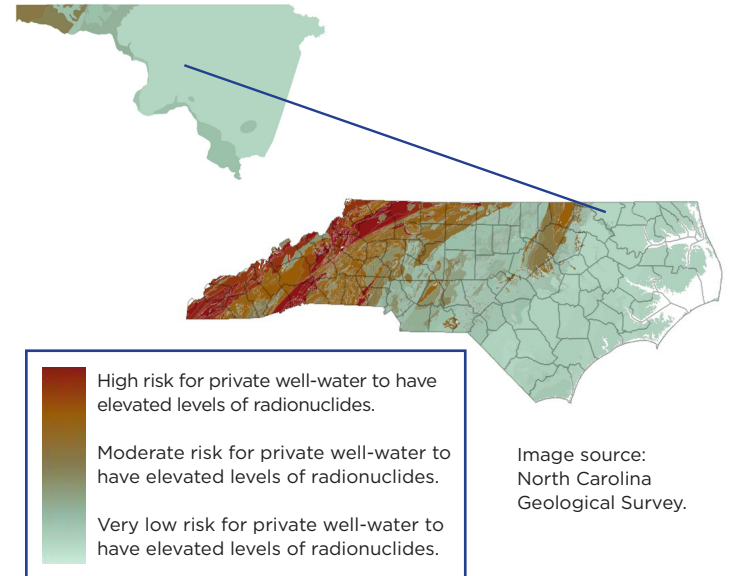 High risk for private well-water to have
elevated levels of radionuclides.
Moderate risk for private well-water to
have elevated levels of radionuclides.
Very low risk for private well-water to
have elevated levels of radionuclides.
Image source:
North Carolina
Geological Survey.